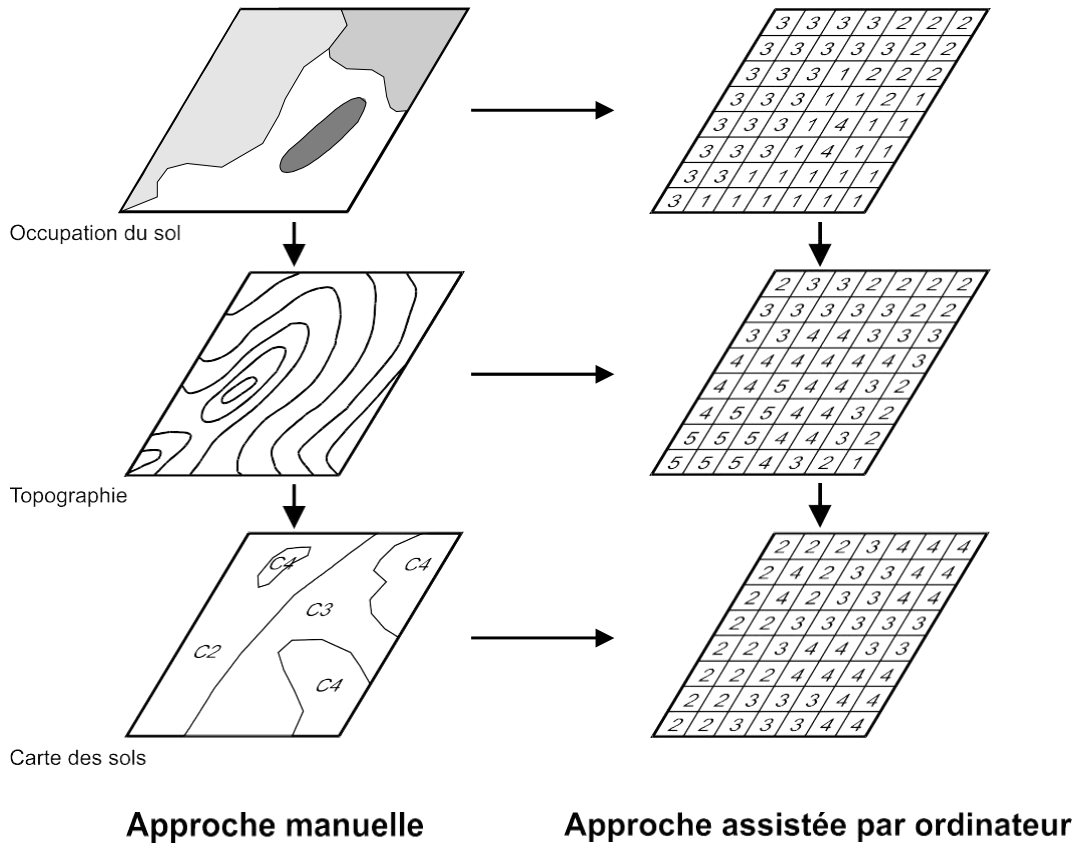 3 3 3 3 2 2 2
3 3 3 3 3 2 2
3 3 3 1 2 2 2
3 3 3 1 1 2 1
3 3 3 1 4 1 1
3 3 3 1 4 1 1
3 3 1 1 1 1 1
3 1 1 1 1 1 1
Occupation du sol
2 3 3 2 2 2 2
3 3 3 3 3 2 2
3 3 4 4 3 3 3
4 4 4 4 4 4 3
4 4 5 4 4 3 2
4 5 5 4 4 3 2
5 5 5 4 4 3 2
5 5 5 4 3 2 1
Topographie
C4
C4
C3
C2
C4
2 2 2 3 4 4 4
2 4 2 3 3 4 4
2 4 2 3 3 4 4
2 2 3 3 3 3 3
2 2 3 4 4 3 3
2 2 2 4 4 4 4
2 2 3 3 3 4 4
2 2 3 3 3 4 4
Carte des sols
Approche manuelle
Approche assistée par ordinateur